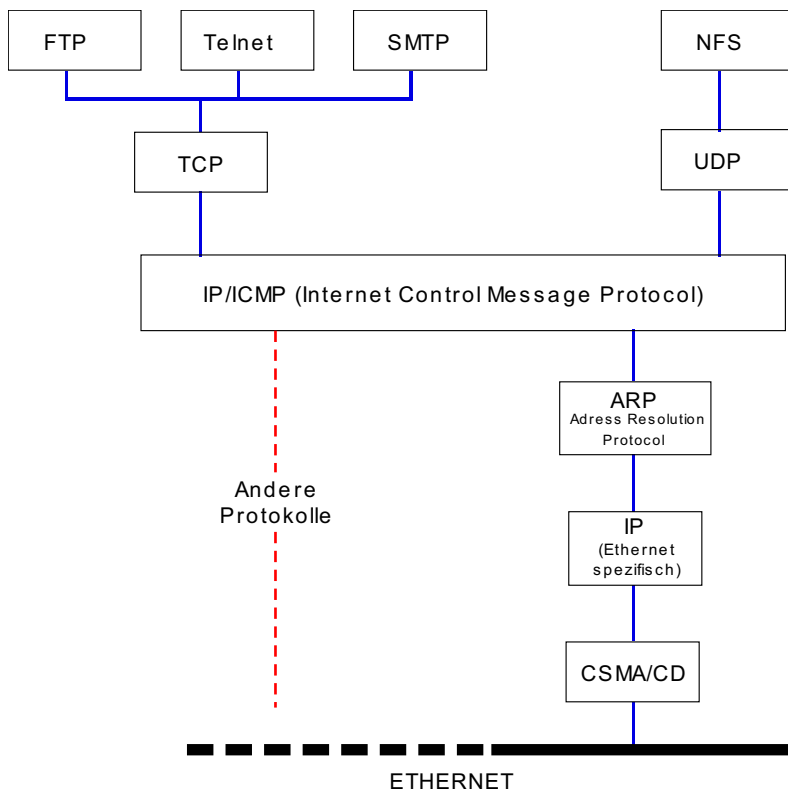 FTP
Telnet
SMTP
NFS
TCP
UDP
IP/ICMP (Internet Control Message Protocol)
ARP
Adress Resolution
Protocol
Andere
Protokolle
IP
(Ethernet
spezifisch)
CSMA/CD
ETHERNET